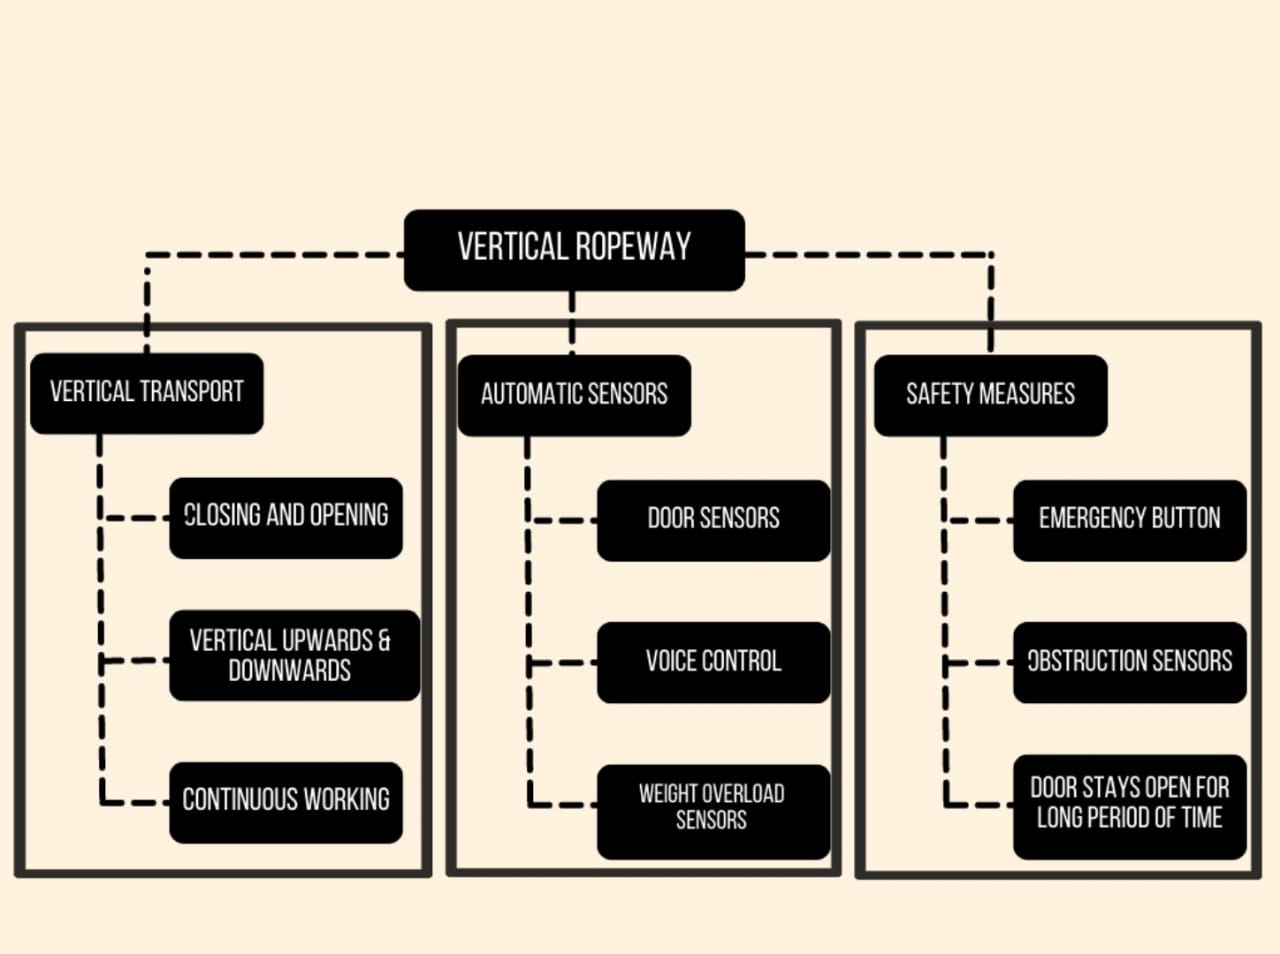 VERTICAL ROPEWAY
VERTICAL TRANSPORT
CLOSING AND OPENING
VERTICAL UPWARDS &
DOWNWARDS
CONTINUOUS WORKING
AUTOMATIC SENSORS
DOOR SENSORS
VOICE CONTROL
WEIGHT OVERLOAD
SENSORS
SAFETY MEASURES
EMERGENCY BUTTON
OBSTRUCTION SENSORS
DOOR STAYS OPEN FOR
LONG PERIOD OF TIME